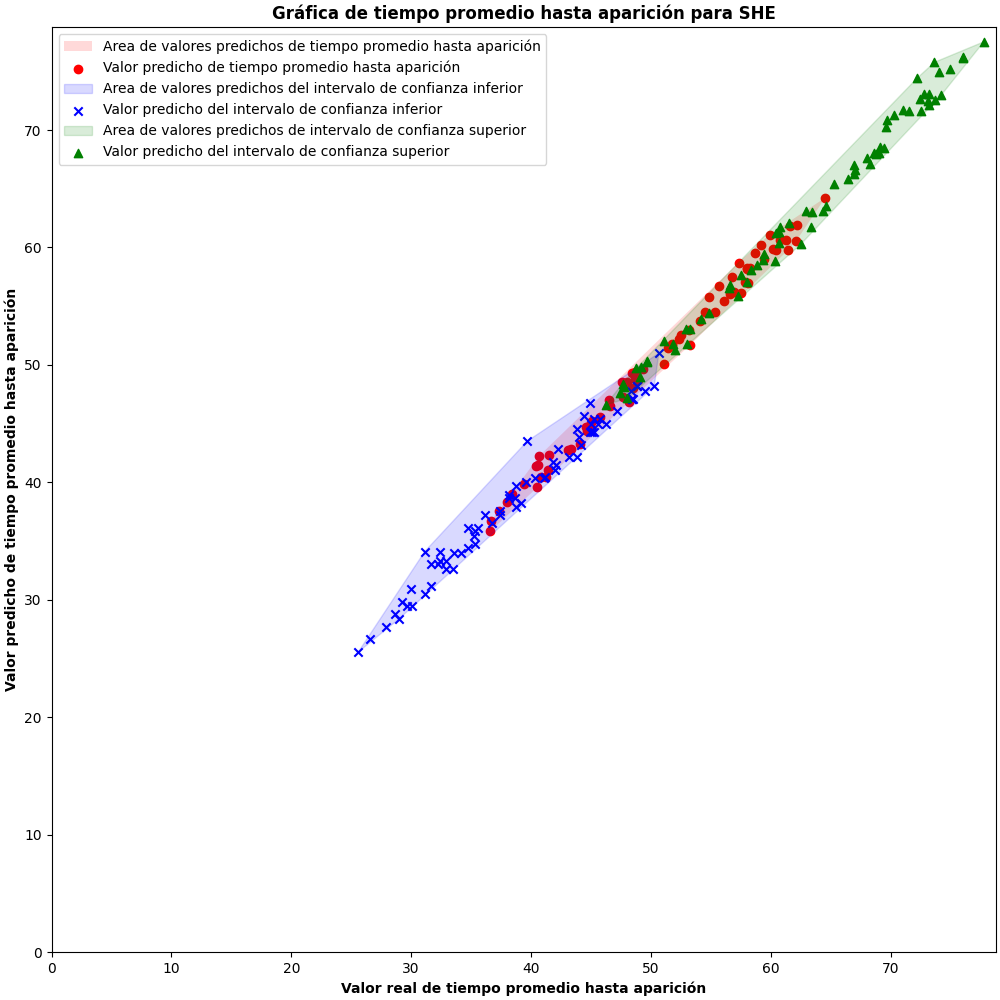 Gráfica de tiempo promedio hasta aparición para SHE
Area de valores predichos de tiempo promedio hasta aparición
Valor predicho de tiempo promedio hasta aparición
Area de valores predichos del intervalo de confianza inferior
Valor predicho del intervalo de confianza inferior
Area de valores predichos de intervalo de confianza superior
Valor predicho del intervalo de confianza superior
Valor predicho de tiempo promedio hasta aparición
70
60
50
40
30
20
10
0
0 10 20 30 40 50 60 70
Valor real de tiempo promedio hasta aparición